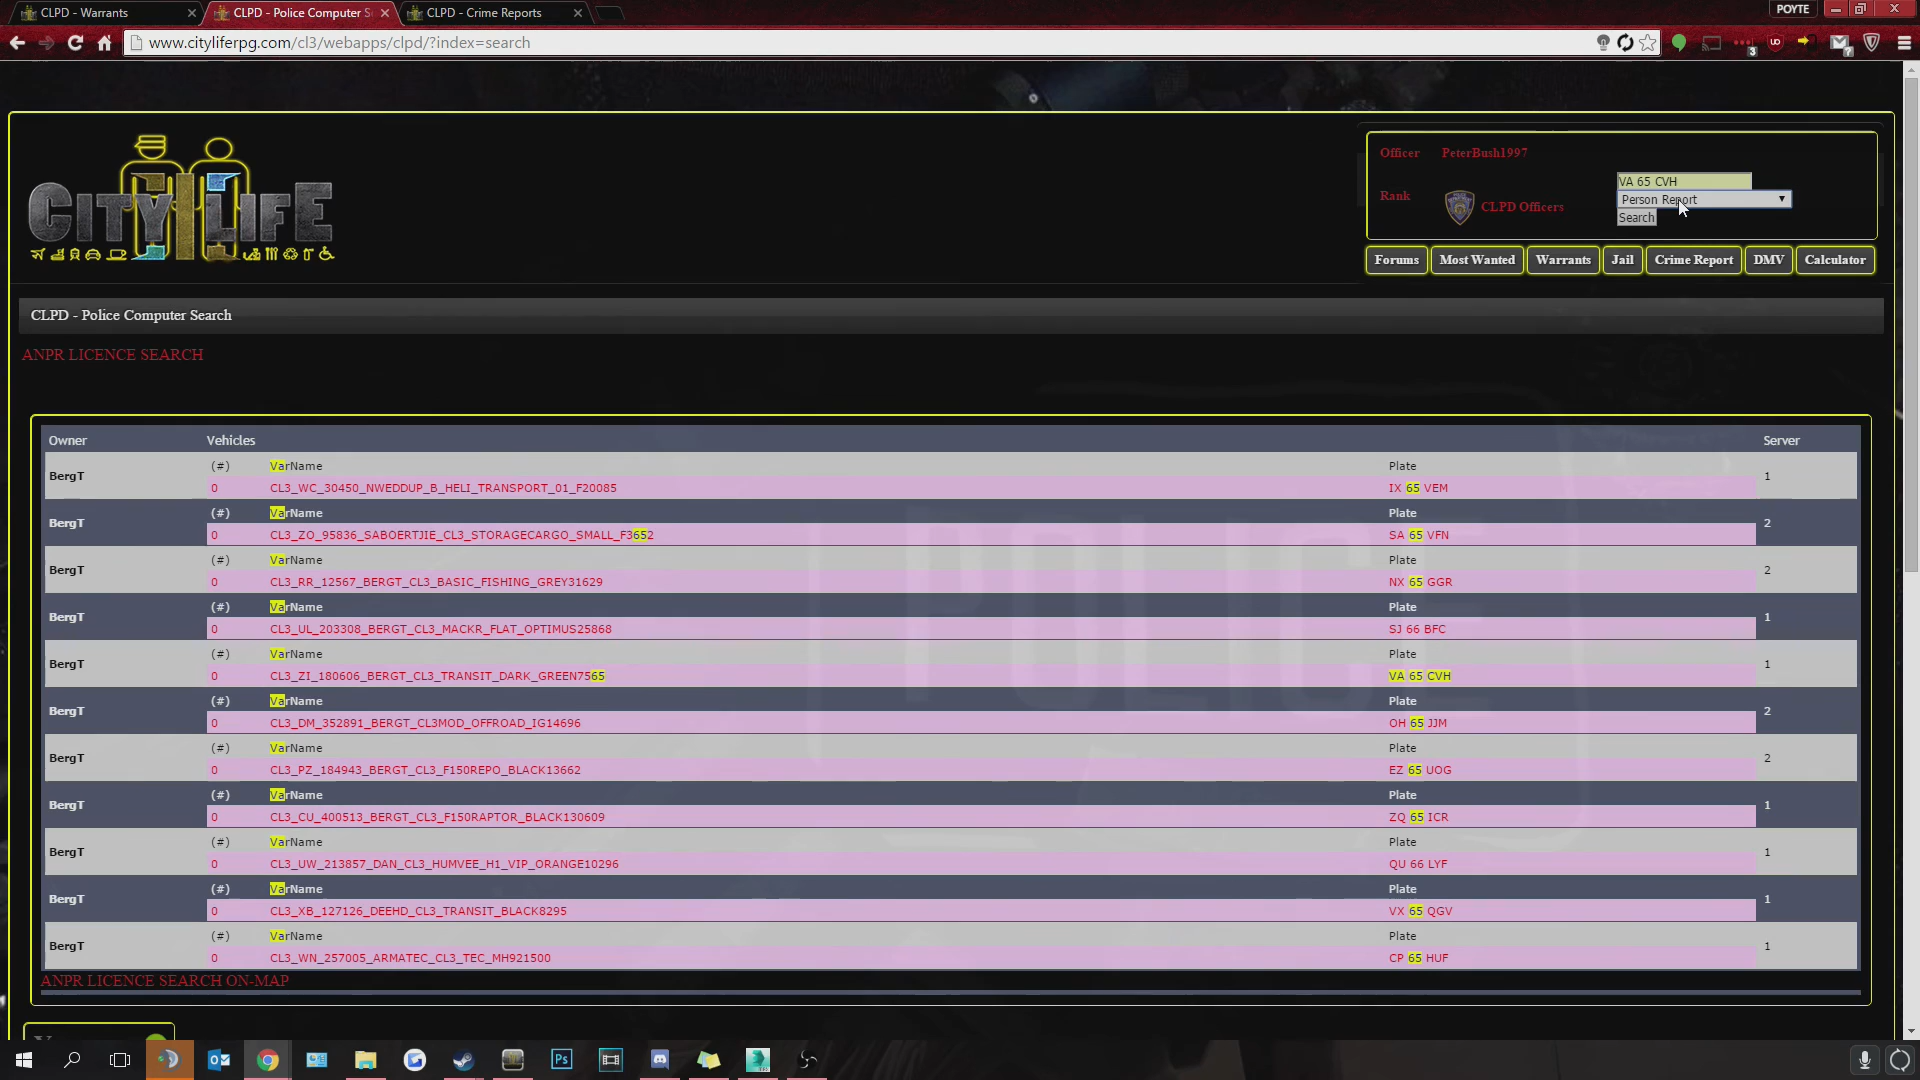 CLPD - Warrants
CLPD - Police Computer S
CLPD - Crime Reports
POYTE
www.cityliferpg.com/cl3/webapps/clpd/?index=search
CITY LIFE
Officer PeterBush1997
VA 65 CVH
Person Report
Rank CLPD Officers
Search
Forums Most Wanted Warrants Jail Crime Report DMV Calculator
CLPD - Police Computer Search
ANPR LICENCE SEARCH
Owner Vehicles Server
BergT (#) VarName Plate 1
0 CL3_WC_30450_NWEDDUP_B_HELI_TRANSPORT_01_F20085 IX 65 VEM
BergT (#) VarName Plate 2
0 CL3_ZO_95836_SABOERTJIE_CL3_STORAGECARGO_SMALL_F3652 SA 65 VFN
BergT (#) VarName Plate 2
0 CL3_RR_12567_BERGT_CL3_BASIC_FISHING_GREY31629 NX 65 GGR
BergT (#) VarName Plate 1
0 CL3_UL_203308_BERGT_CL3_MACKR_FLAT_OPTIMUS25868 SJ 66 BFC
BergT (#) VarName Plate 1
0 CL3_ZI_180606_BERGT_CL3_TRANSIT_DARK_GREEN7565 VA 65 CVH
BergT (#) VarName Plate 2
0 CL3_DM_352891_BERGT_CL3MOD_OFFROAD_IG14696 OH 65 JJM
BergT (#) VarName Plate 2
0 CL3_PZ_184943_BERGT_CL3_F150REPO_BLACK13662 EZ 65 UOG
BergT (#) VarName Plate 1
0 CL3_CU_400513_BERGT_CL3_F150RAPTOR_BLACK130609 ZQ 65 ICR
BergT (#) VarName Plate 1
0 CL3_UW_213857_DAN_CL3_HUMVEE_H1_VIP_ORANGE10296 QU 66 LYF
BergT (#) VarName Plate 1
0 CL3_XB_127126_DEEHD_CL3_TRANSIT_BLACK8295 VX 65 QGV
BergT (#) VarName Plate 1
0 CL3_WN_257005_ARMATEC_CL3_TEC_MH921500 CP 65 HUF
ANPR LICENCE SEARCH ON-MAP
POLICE